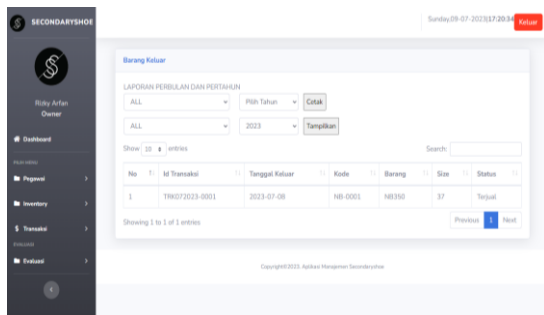 SECONDARYSHOE
Sunday,09-07-2023|17:20:34
Keluar
Rizky Arfan
Owner
Dashboard
Pegawai
Inventory
Transaksi
EVALUASI
Evaluasi
Barang Keluar
LAPORAN PERBULAN DAN PERTAHUN
ALL Pilih Tahun Cetak
ALL 2023 Tampilkan
Show 10 entries Search:
No Id Transaksi Tanggal Keluar Kode Barang Size Status
1 TRK072023-0001 2023-07-08 NB-0001 NB350 37 Terjual
Showing 1 to 1 of 1 entries Previous 1 Next
Copyright©2023. Aplikasi Manajemen Secondaryshoe